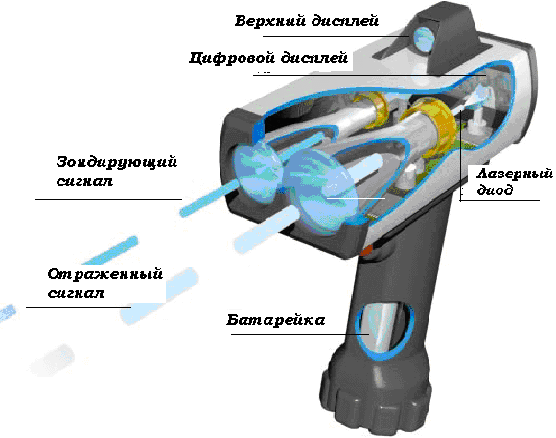 Верхний дисплей
Цифровой дисплей
Зондирующий
сигнал
Лазерный
диод
Отраженный
сигнал
Батарейка